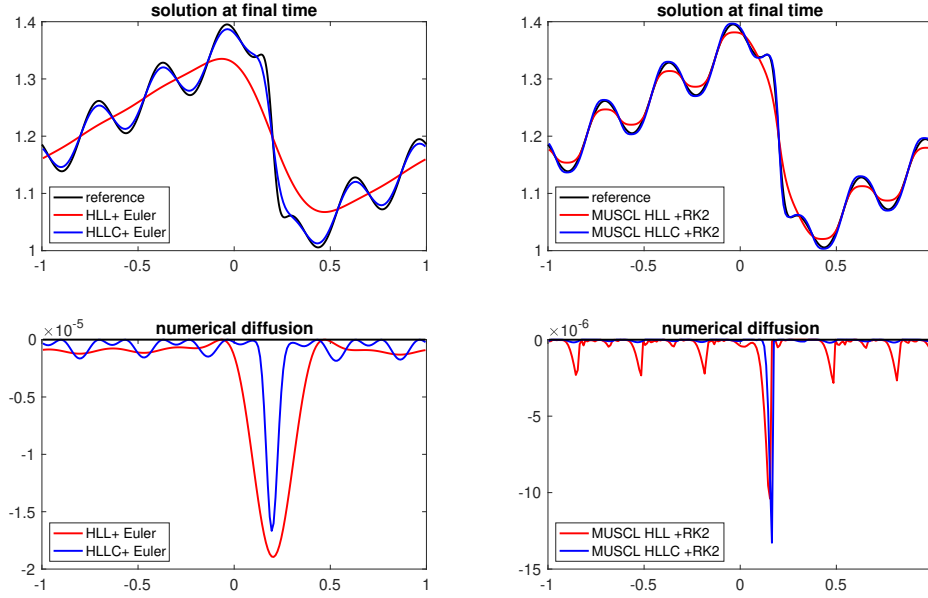 solution at final time
1.4
1.3
1.2
1.1
1
reference
HLL+ Euler
HLLC+ Euler
-1 -0.5 0 0.5 1
solution at final time
1.4
1.3
1.2
1.1
1
reference
MUSCL HLL +RK2
MUSCL HLLC +RK2
-1 -0.5 0 0.5
×10⁻⁵
numerical diffusion
0
-0.5
-1
-1.5
-2
HLL+ Euler
HLLC+ Euler
-1 -0.5 0 0.5 1
×10⁻⁶
numerical diffusion
0
-5
-10
-15
MUSCL HLL +RK2
MUSCL HLLC +RK2
-1 -0.5 0 0.5